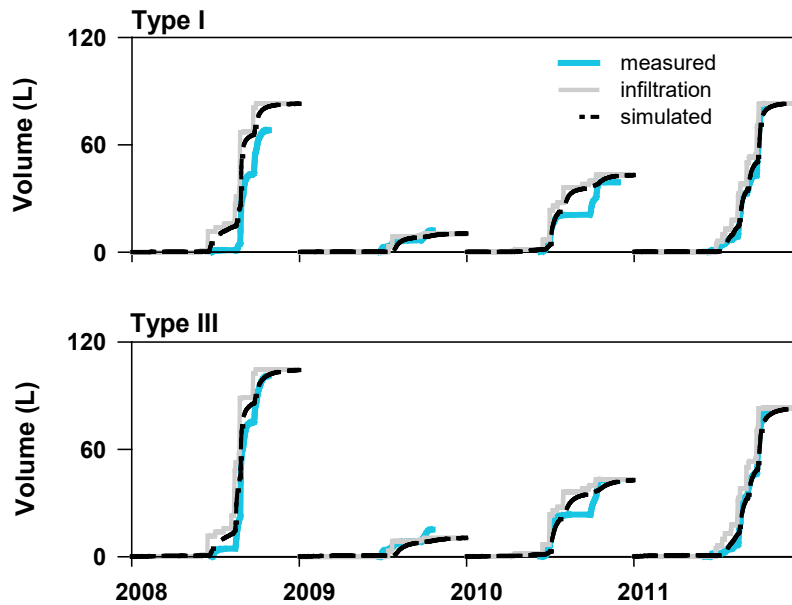 Type I
120
60
0
Volume (L)
measured
infiltration
simulated
Type III
120
60
0
Volume (L)
2008 2009 2010 2011